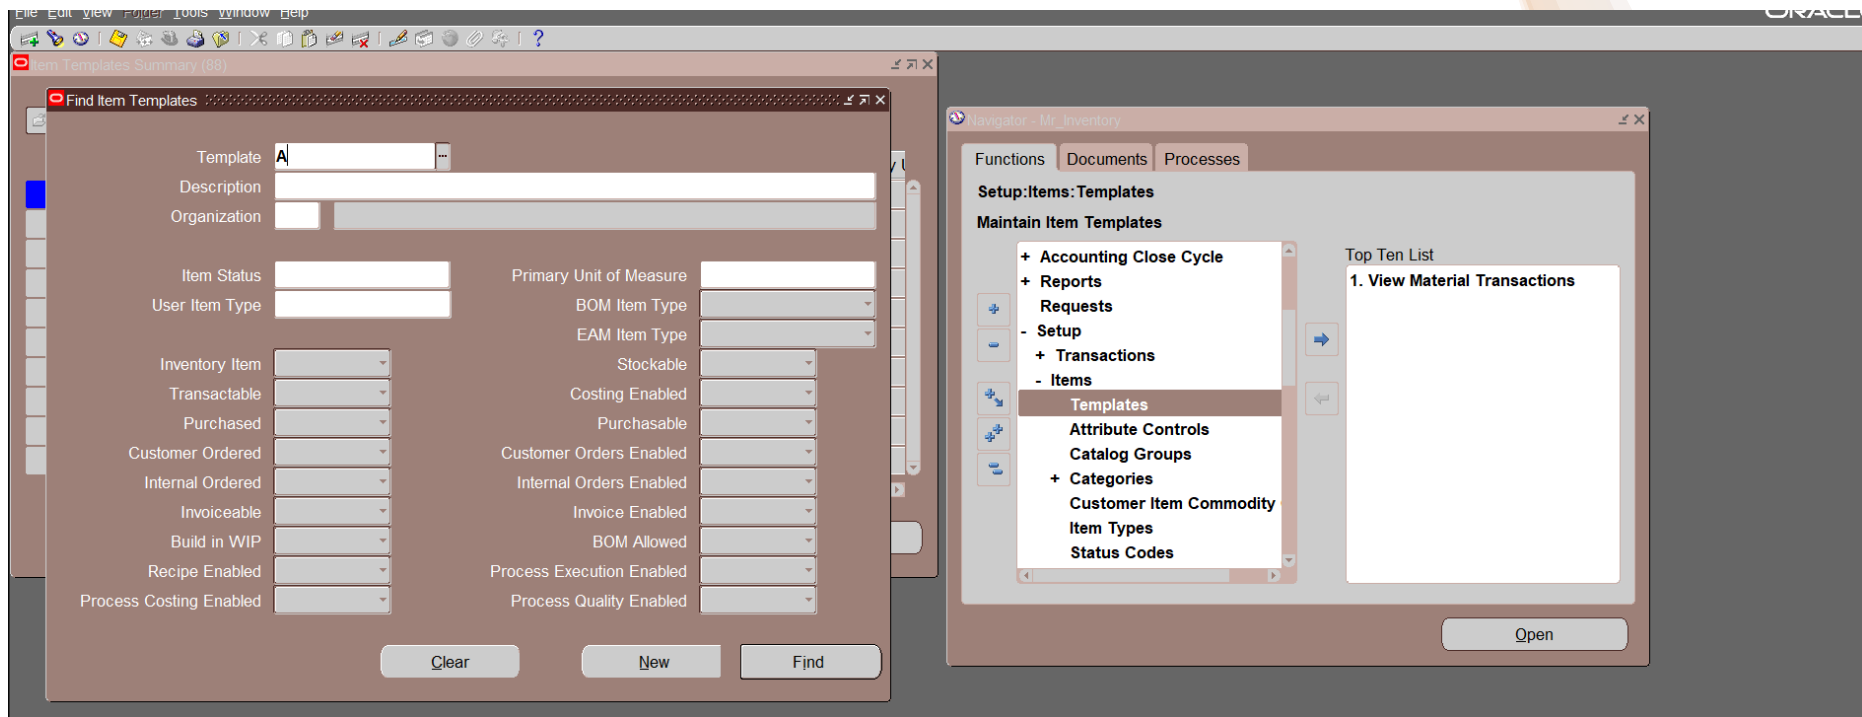 File Edit View Folder Tools Window Help
ORACLE
Item Templates Summary (88)
Find Item Templates
Template A
Description
Organization
Item Status
Primary Unit of Measure
User Item Type
BOM Item Type
EAM Item Type
Inventory Item
Stockable
Transactable
Costing Enabled
Purchased
Purchasable
Customer Ordered
Customer Orders Enabled
Internal Ordered
Internal Orders Enabled
Invoiceable
Invoice Enabled
Build in WIP
BOM Allowed
Recipe Enabled
Process Execution Enabled
Process Costing Enabled
Process Quality Enabled
Clear
New
Find
Navigator - Mr_Inventory
Functions Documents Processes
Setup:Items:Templates
Maintain Item Templates
+ Accounting Close Cycle
+ Reports
Requests
- Setup
+ Transactions
- Items
Templates
Attribute Controls
Catalog Groups
+ Categories
Customer Item Commodity
Item Types
Status Codes
Top Ten List
1. View Material Transactions
Open